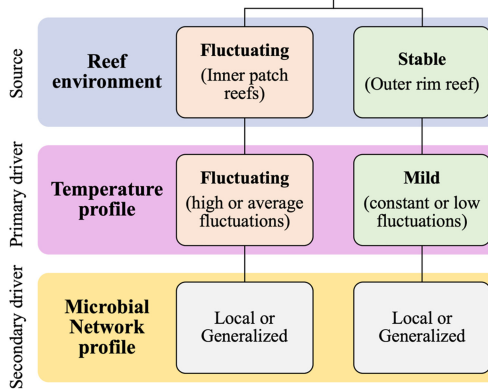 Source
Reef
environment
Fluctuating
(Inner patch
reefs)
Stable
(Outer rim reef)
Primary driver
Temperature
profile
Fluctuating
(high or average
fluctuations)
Mild
(constant or low
fluctuations)
Secondary driver
Microbial
Network
profile
Local or
Generalized
Local or
Generalized